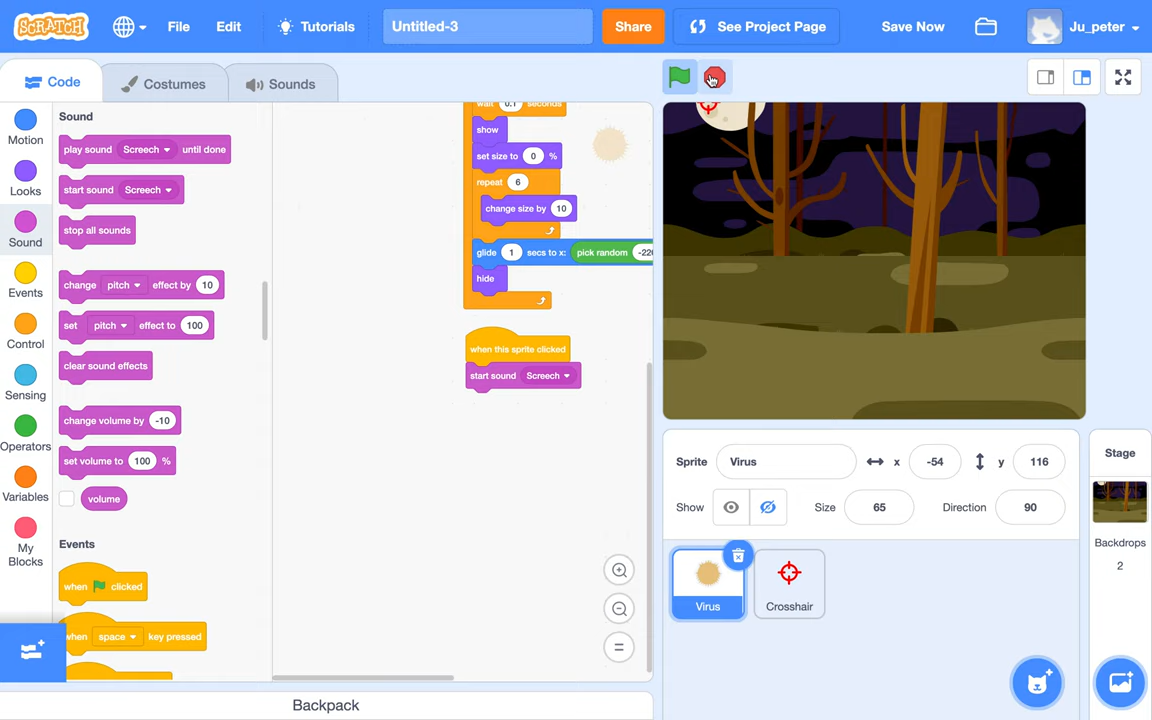 SCRATCH
File
Edit
Tutorials
Untitled-3
Share
See Project Page
Save Now
Ju_peter
Code
Costumes
Sounds
Motion
Looks
Sound
Events
Control
Sensing
Operators
Variables
My
Blocks
Sound
play sound Screech until done
start sound Screech
stop all sounds
change pitch effect by 10
set pitch effect to 100
clear sound effects
change volume by -10
set volume to 100 %
volume
Events
when clicked
when space key pressed
wait 0.1 seconds
show
set size to 0 %
repeat 6
change size by 10
glide 1 secs to x: pick random
hide
when this sprite clicked
start sound Screech
Sprite Virus x -54 y 116
Show Size 65 Direction 90
Virus
Crosshair
Stage
Backdrops
2
Backpack